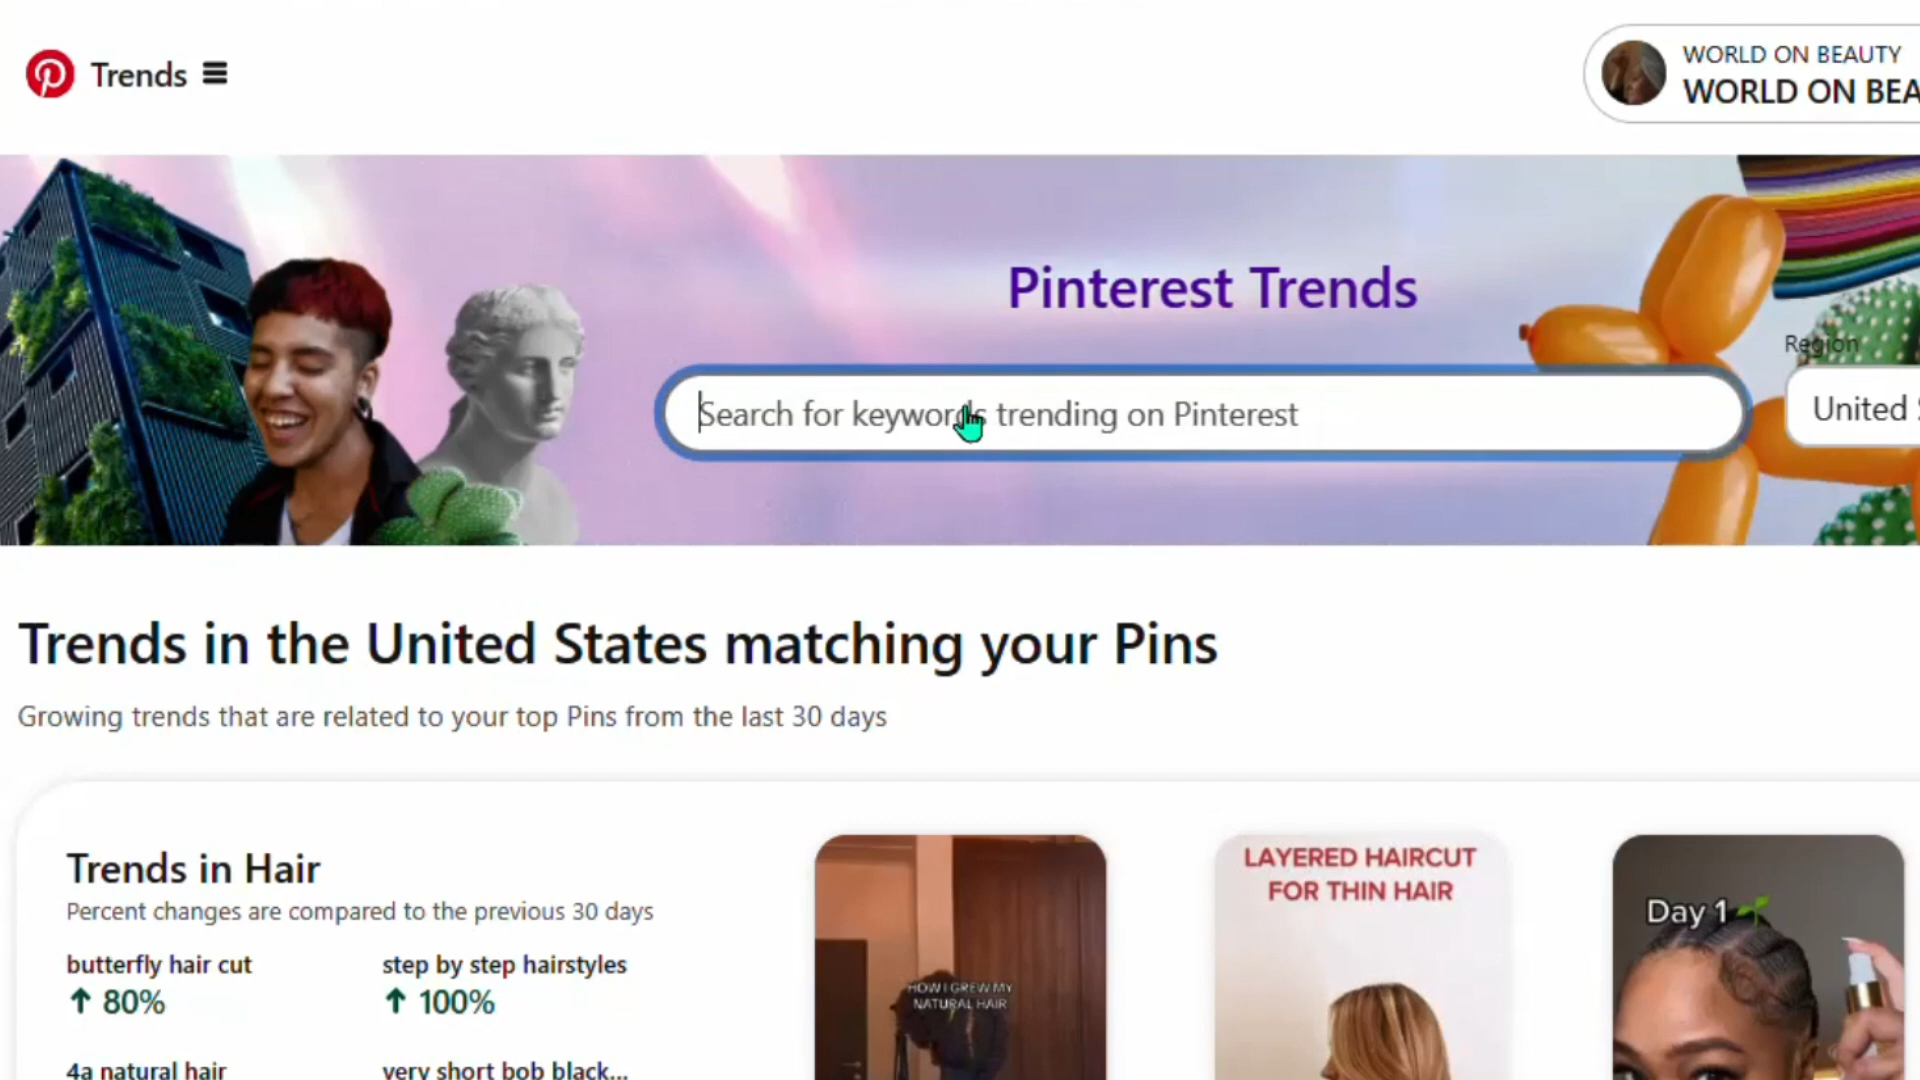 Trends
WORLD ON BEAUTY
WORLD ON BEA
Pinterest Trends
Region
Search for keywords trending on Pinterest
United
Trends in the United States matching your Pins
Growing trends that are related to your top Pins from the last 30 days
Trends in Hair
Percent changes are compared to the previous 30 days
butterfly hair cut
↑ 80%
step by step hairstyles
↑ 100%
4a natural hair
very short bob black...
HOW I GREW MY
NATURAL HAIR
LAYERED HAIRCUT
FOR THIN HAIR
Day 1